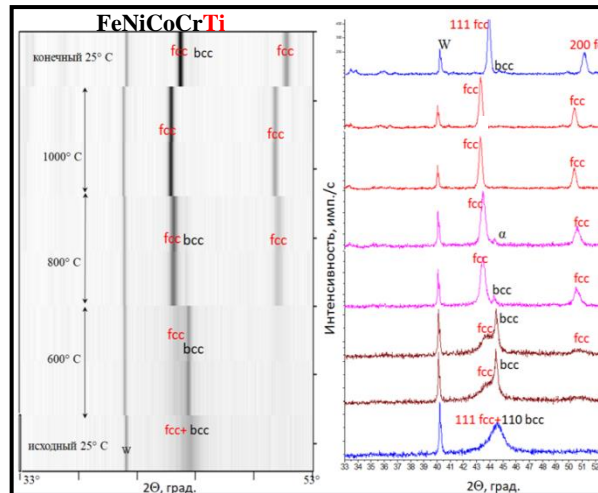 FeNiCoCrTi
конечный 25° C
fcc bcc
1000° C
fcc
fcc
800° C
fcc bcc
fcc
600° C
fcc
bcc
исходный 25° C
fcc+ bcc
W
33°
53°
2Θ, град.
Интенсивность, имп./с
111 fcc
W
bcc
200 f
fcc
fcc
fcc
fcc
fcc
α
fcc
fcc
bcc
fcc
bcc
fcc
fcc
bcc
fcc
111 fcc+110 bcc
33 34 35 36 37 38 39 40 41 42 43 44 45 46 47 48 49 50 51 52
2Θ, град.